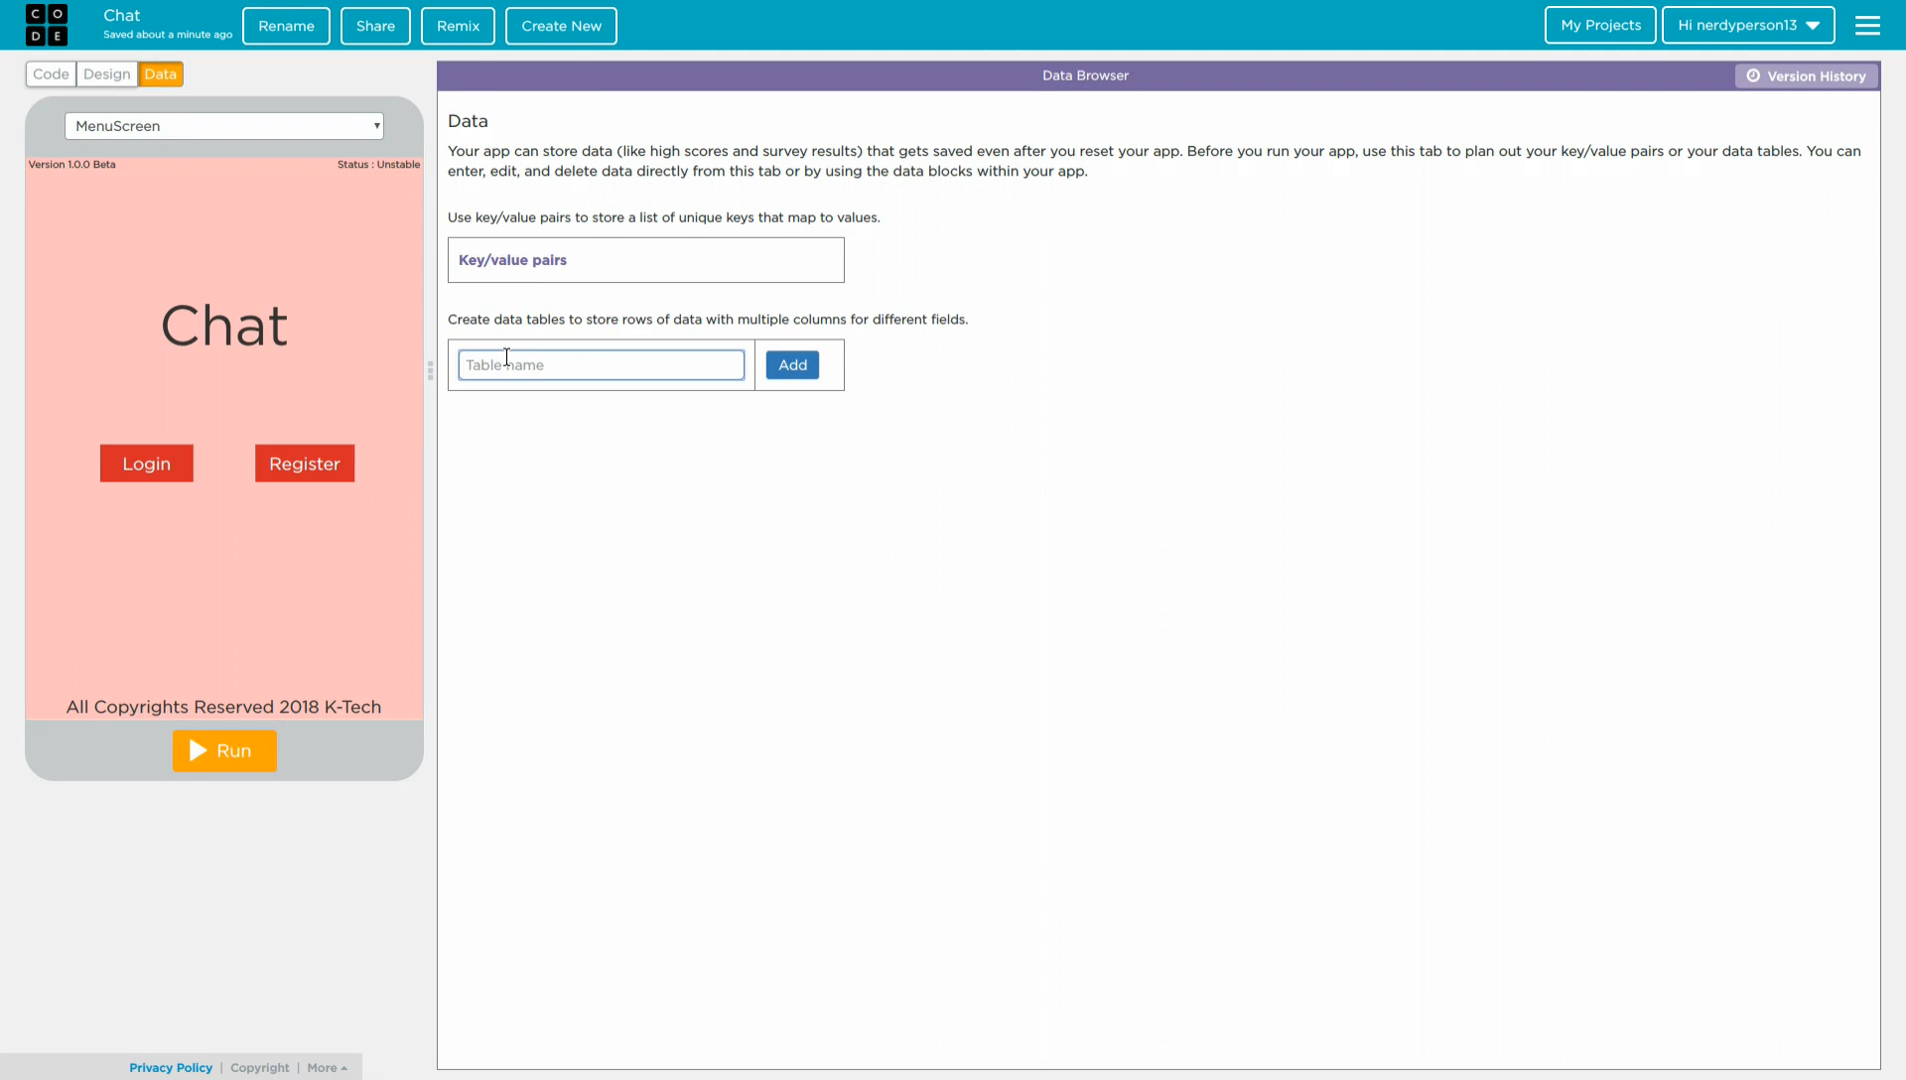 C O
D E
Chat
Saved about a minute ago
Rename
Share
Remix
Create New
My Projects
Hi nerdyperson13
Code
Design
Data
Data Browser
Version History
MenuScreen
Version 1.0.0 Beta
Status : Unstable
Chat
Login
Register
All Copyrights Reserved 2018 K-Tech
Run
Data
Your app can store data (like high scores and survey results) that gets saved even after you reset your app. Before you run your app, use this tab to plan out your key/value pairs or your data tables. You can
enter, edit, and delete data directly from this tab or by using the data blocks within your app.
Use key/value pairs to store a list of unique keys that map to values.
Key/value pairs
Create data tables to store rows of data with multiple columns for different fields.
Table name
Add
Privacy Policy | Copyright | More